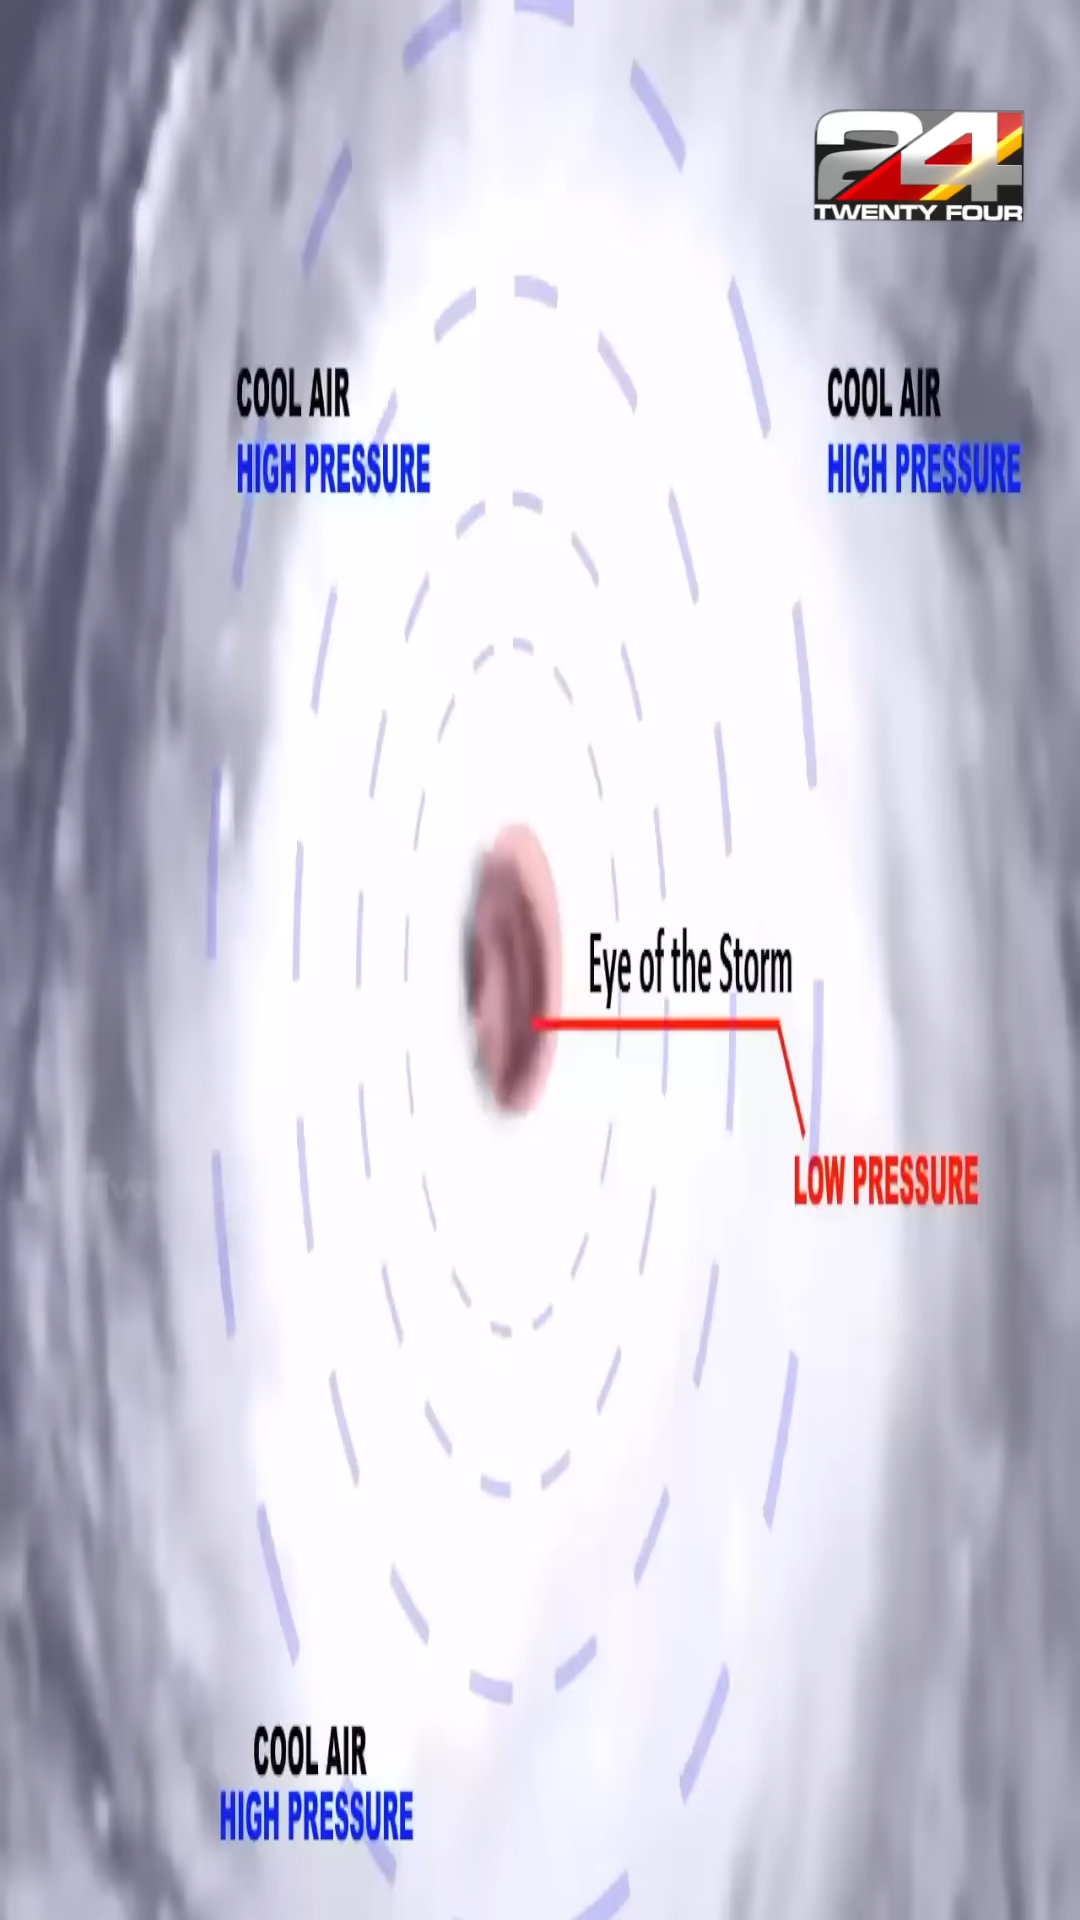 24
TWENTY FOUR
COOL AIR
HIGH PRESSURE
COOL AIR
HIGH PRESSURE
Eye of the Storm
LOW PRESSURE
COOL AIR
HIGH PRESSURE